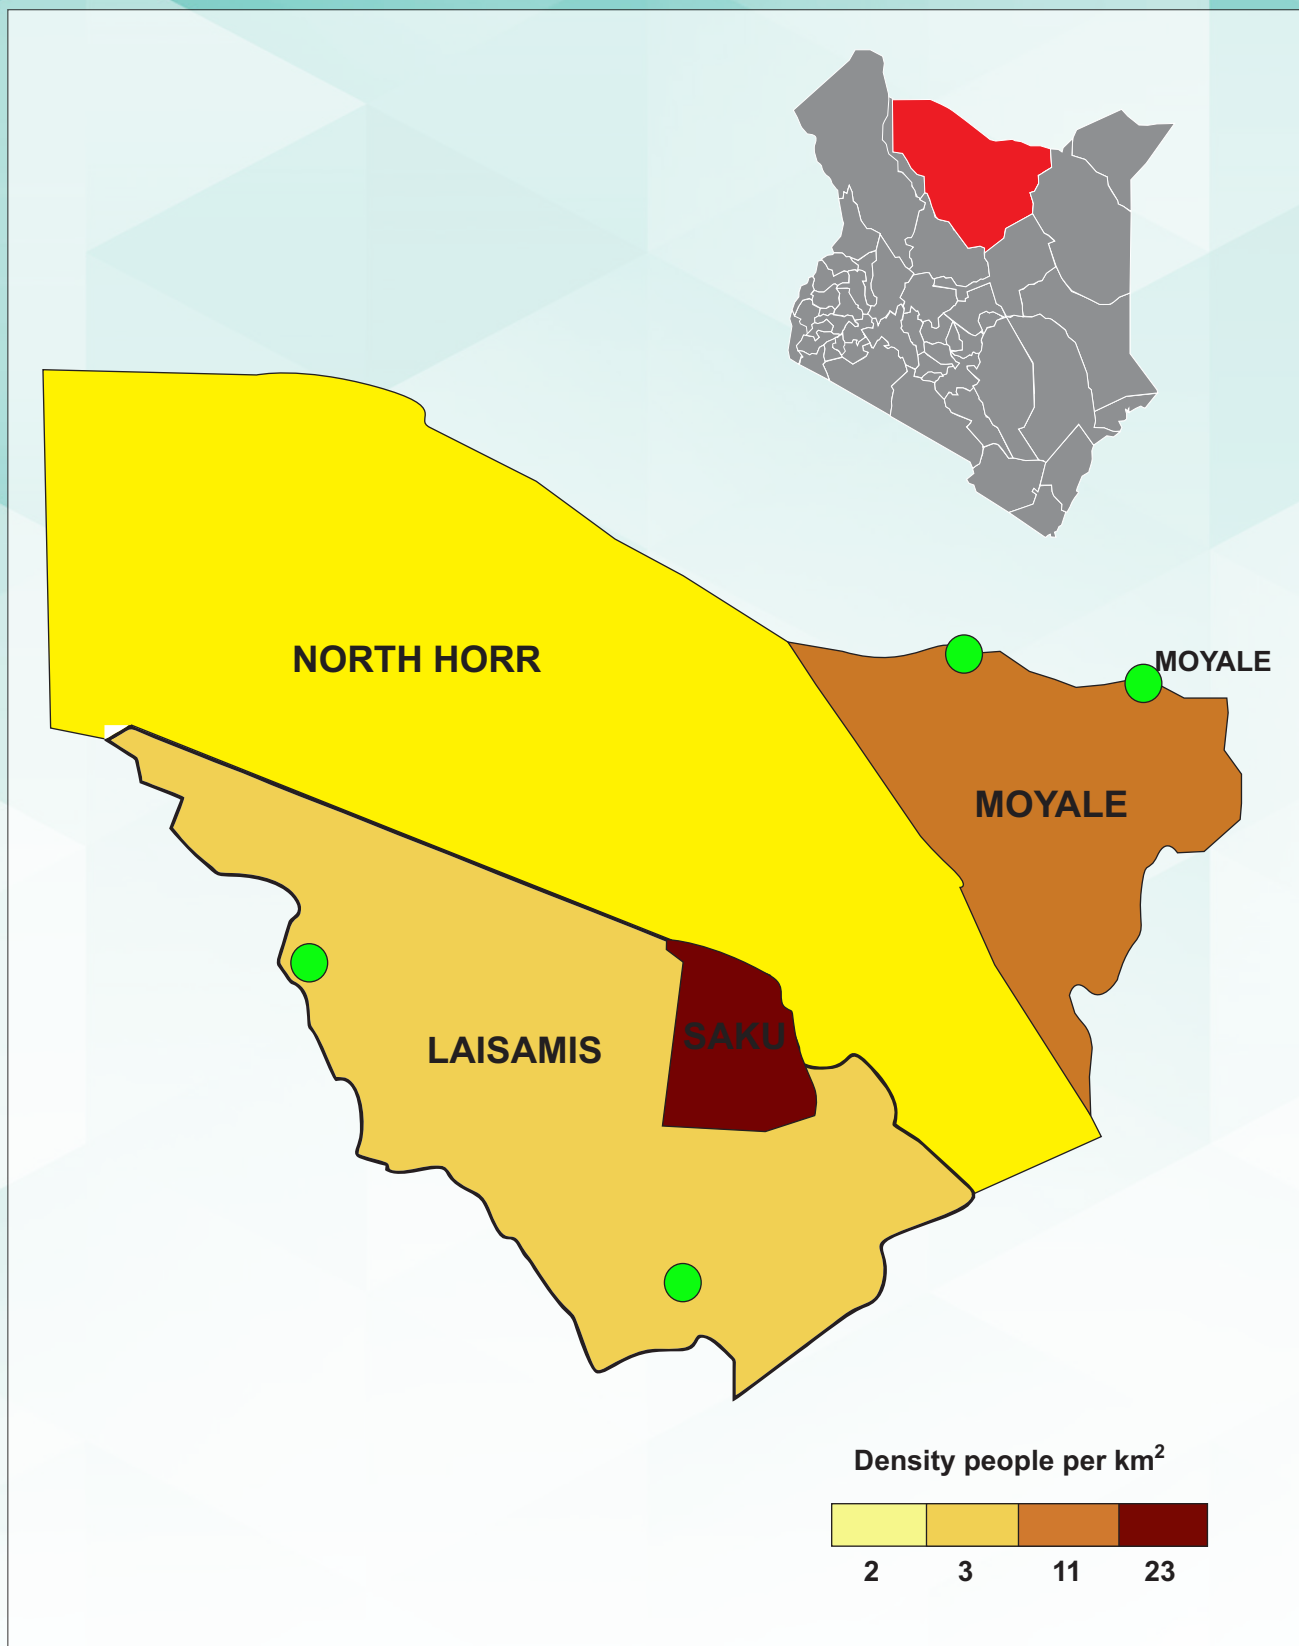 NORTH HORR
MOYALE
MOYALE
LAISAMIS
SAKU
Density people per km²
2 3 11 23